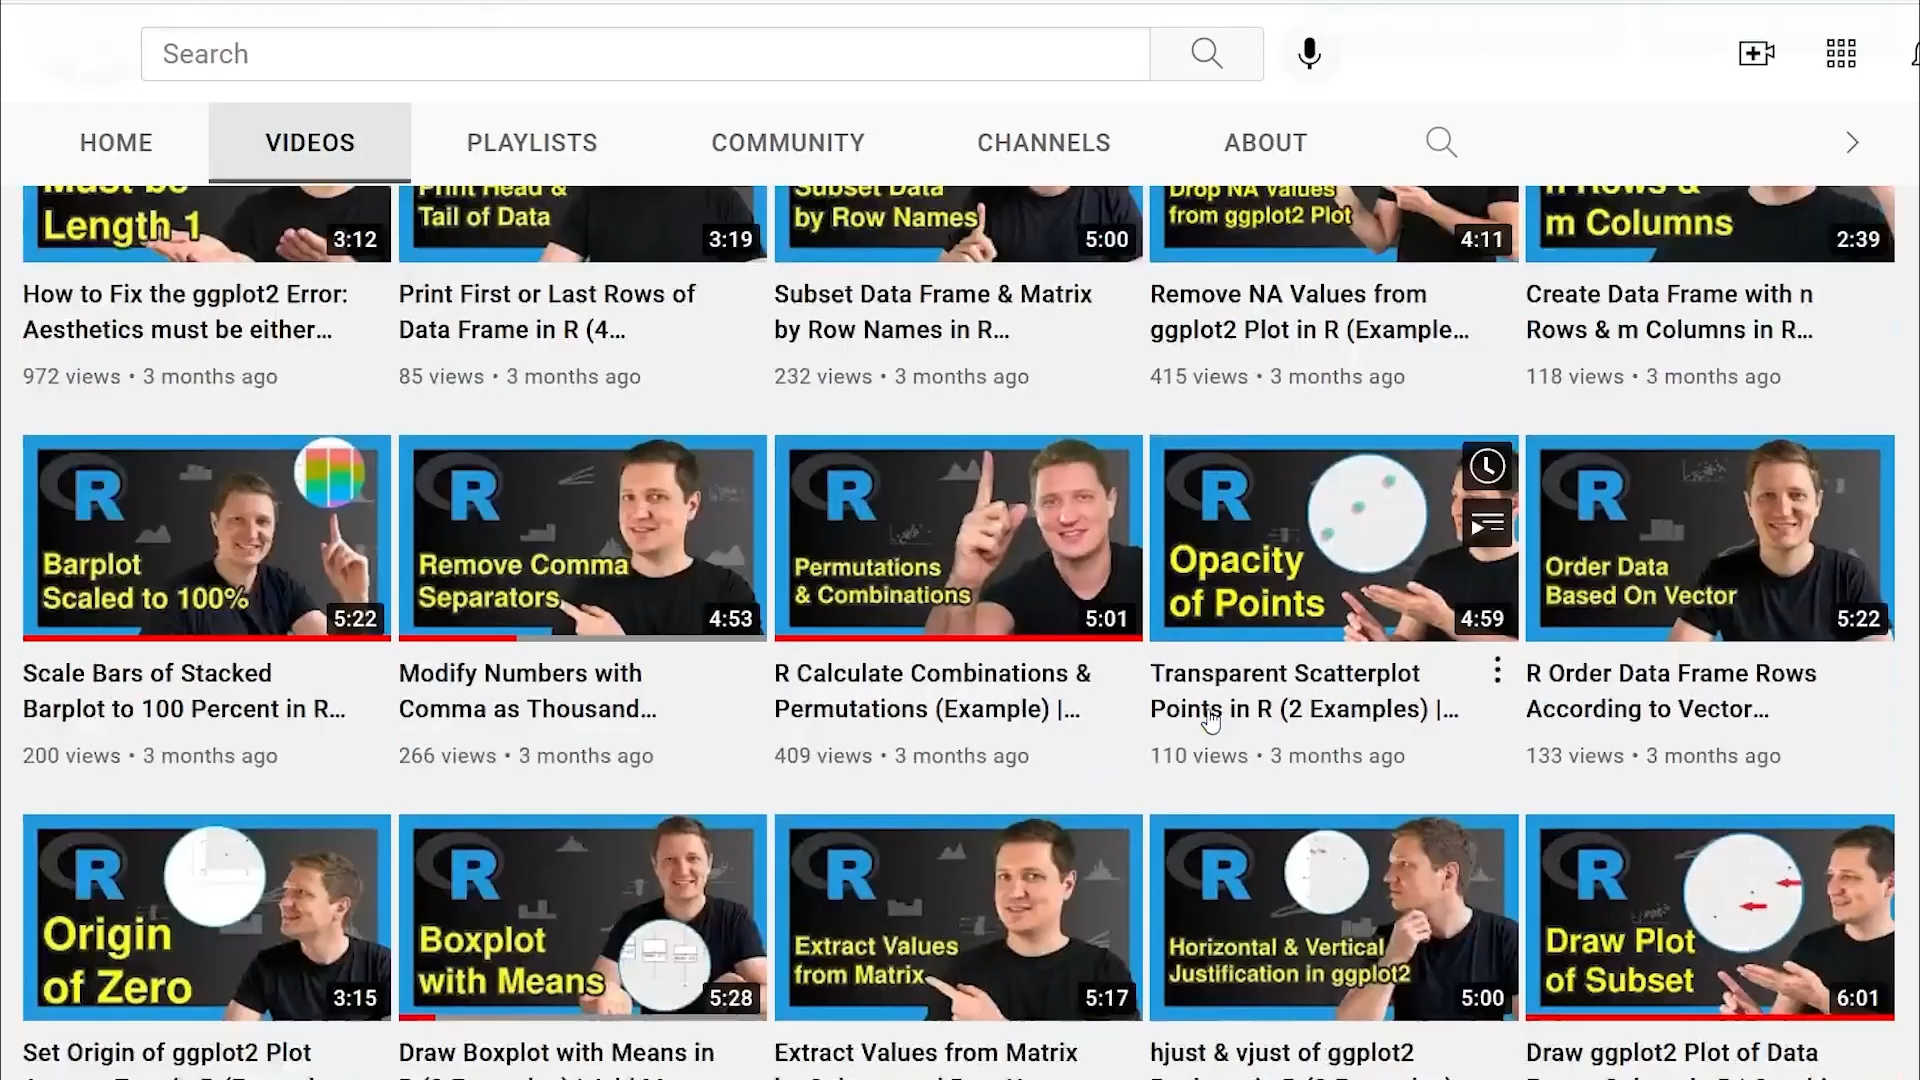 Search
HOME
VIDEOS
PLAYLISTS
COMMUNITY
CHANNELS
ABOUT
Must be
Length 1
3:12
Print Head &
Tail of Data
3:19
Subset Data
by Row Names
5:00
Drop NA Values
from ggplot2 Plot
4:11
n Rows &
m Columns
2:39
How to Fix the ggplot2 Error:
Aesthetics must be either...
972 views • 3 months ago
Print First or Last Rows of
Data Frame in R (4...
85 views • 3 months ago
Subset Data Frame & Matrix
by Row Names in R...
232 views • 3 months ago
Remove NA Values from
ggplot2 Plot in R (Example...
415 views • 3 months ago
Create Data Frame with n
Rows & m Columns in R...
118 views • 3 months ago
R
Barplot
Scaled to 100%
5:22
R
Remove Comma
Separators
4:53
R
Permutations
& Combinations
5:01
R
Opacity
of Points
4:59
R
Order Data
Based On Vector
5:22
Scale Bars of Stacked
Barplot to 100 Percent in R...
200 views • 3 months ago
Modify Numbers with
Comma as Thousand...
266 views • 3 months ago
R Calculate Combinations &
Permutations (Example) |...
409 views • 3 months ago
Transparent Scatterplot
Points in R (2 Examples) |...
110 views • 3 months ago
R Order Data Frame Rows
According to Vector...
133 views • 3 months ago
R
Origin
of Zero
3:15
R
Boxplot
with Means
5:28
R
Extract Values
from Matrix
5:17
R
Horizontal & Vertical
Justification in ggplot2
5:00
R
Draw Plot
of Subset
6:01
Set Origin of ggplot2 Plot
Draw Boxplot with Means in
Extract Values from Matrix
hjust & vjust of ggplot2
Draw ggplot2 Plot of Data